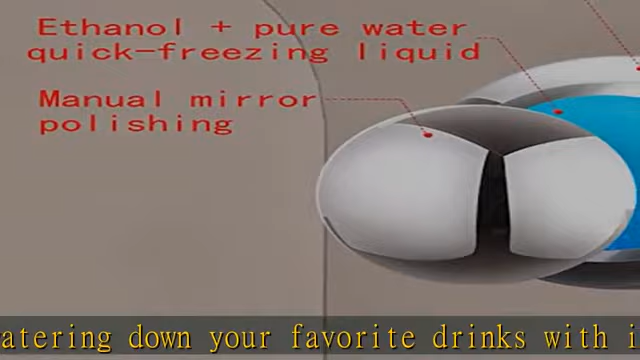 Ethanol + pure water
quick-freezing liquid
Manual mirror
polishing
atering down your favorite drinks with i